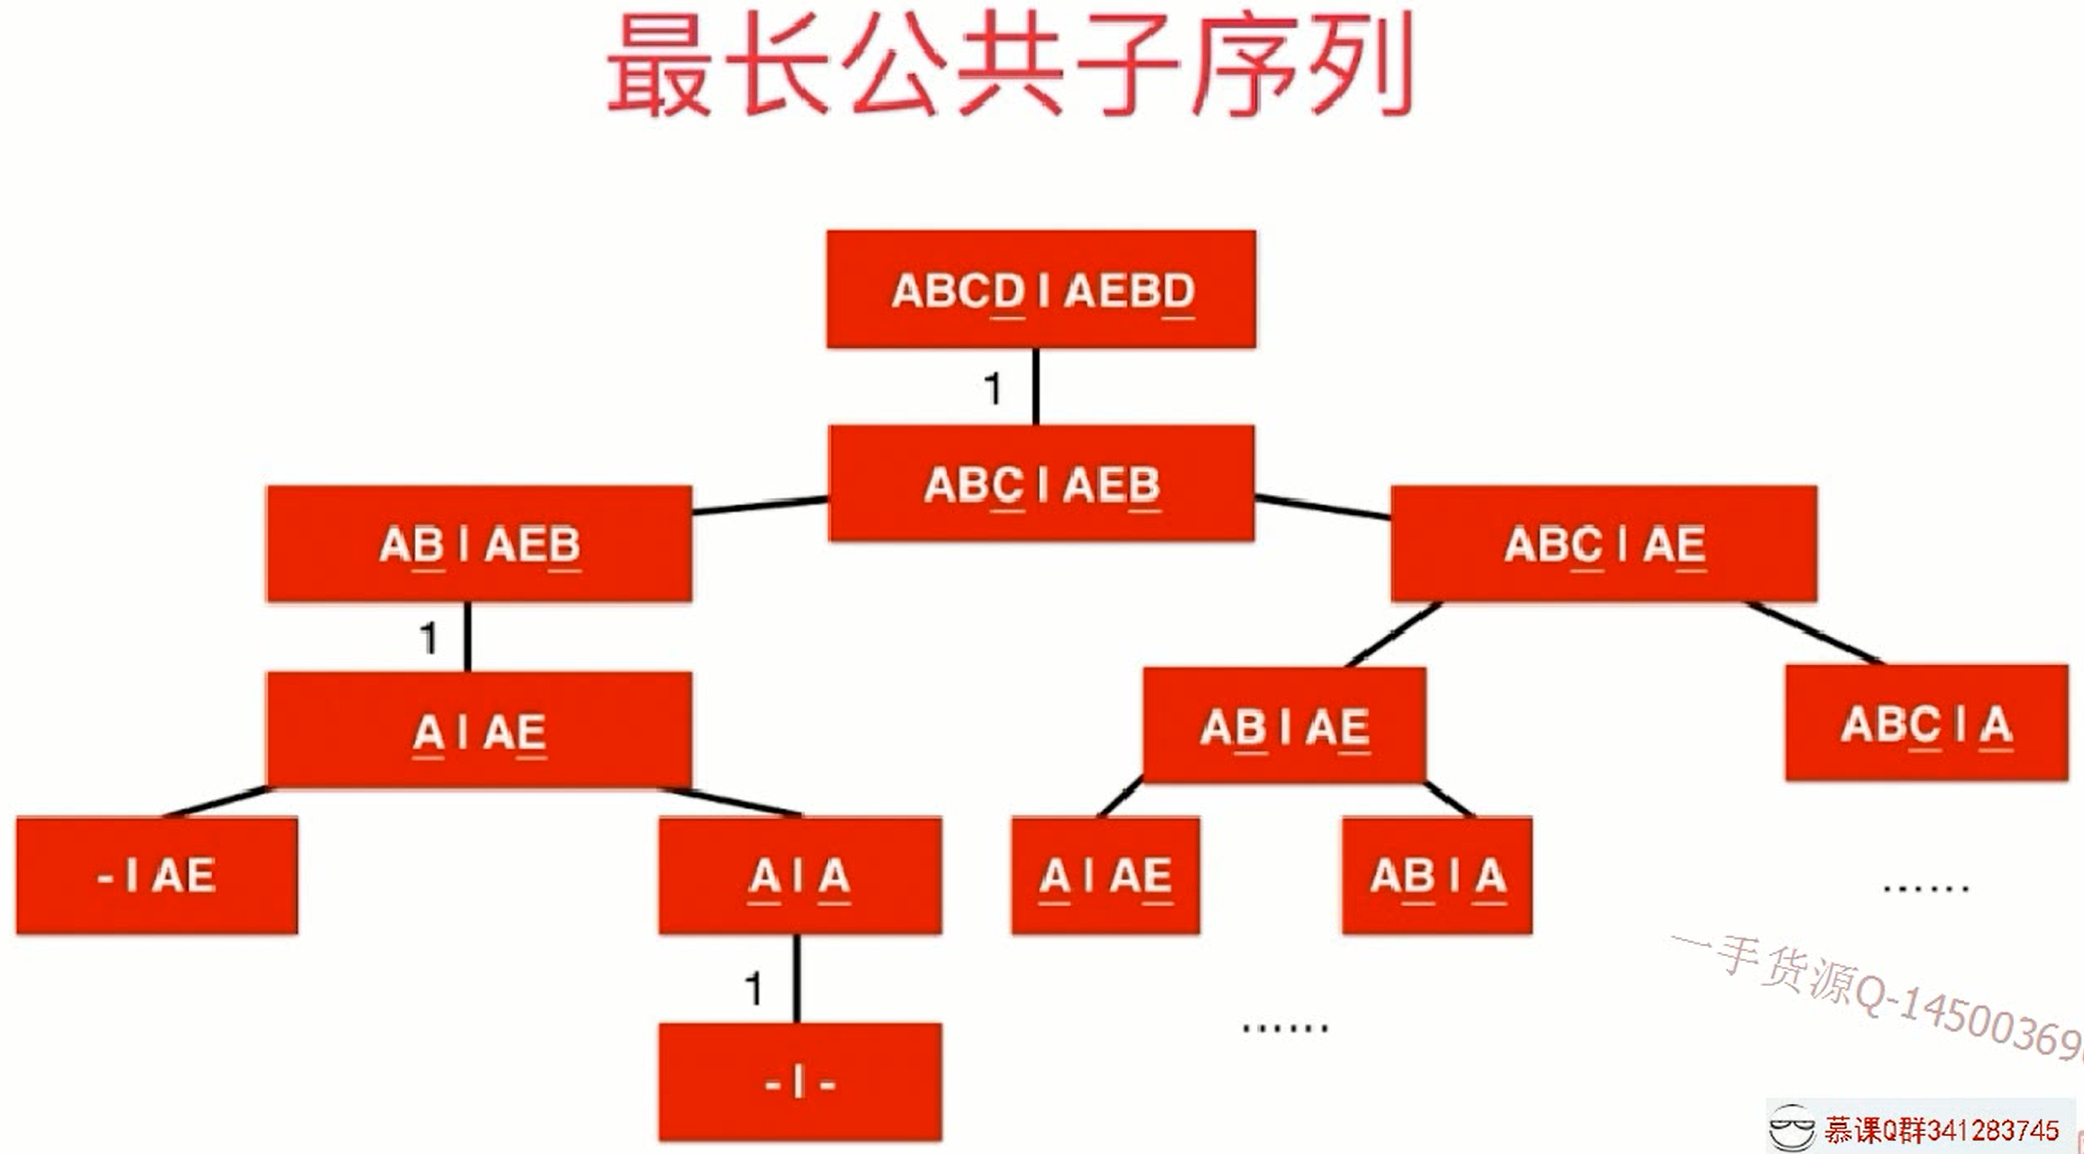 最长公共子序列
ABCD | AEBD
1
ABC | AEB
AB | AEB
ABC | AE
1
A | AE
AB | AE
ABC | A
- | AE
A | A
A | AE
AB | A
......
1
......
- | -
一手货源Q-14500369
慕课Q群341283745